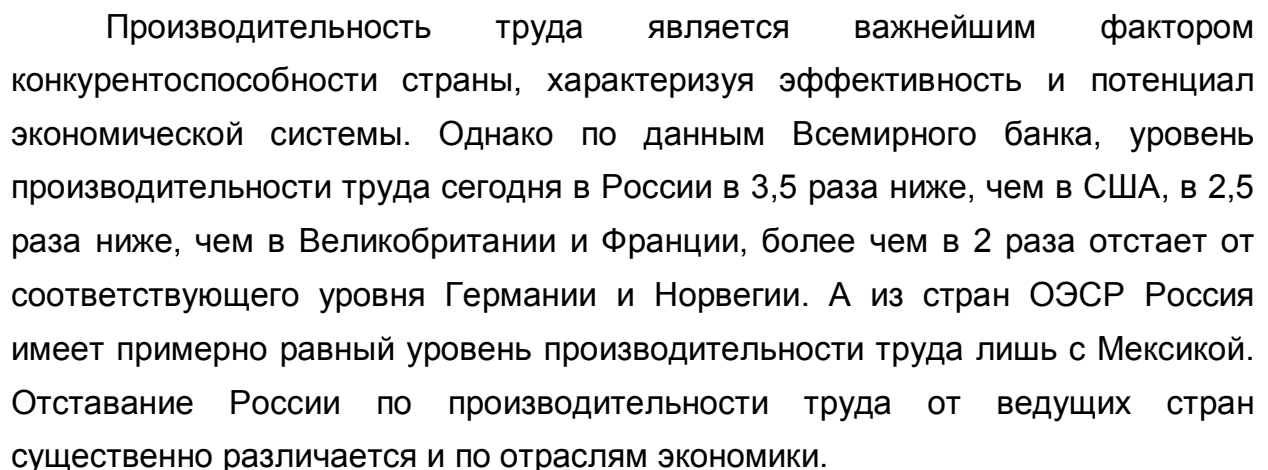 Производительность труда является важнейшим фактором
конкурентоспособности страны, характеризуя эффективность и потенциал
экономической системы. Однако по данным Всемирного банка, уровень
производительности труда сегодня в России в 3,5 раза ниже, чем в США, в 2,5
раза ниже, чем в Великобритании и Франции, более чем в 2 раза отстает от
соответствующего уровня Германии и Норвегии. А из стран ОЭСР Россия
имеет примерно равный уровень производительности труда лишь с Мексикой.
Отставание России по производительности труда от ведущих стран
существенно различается и по отраслям экономики.